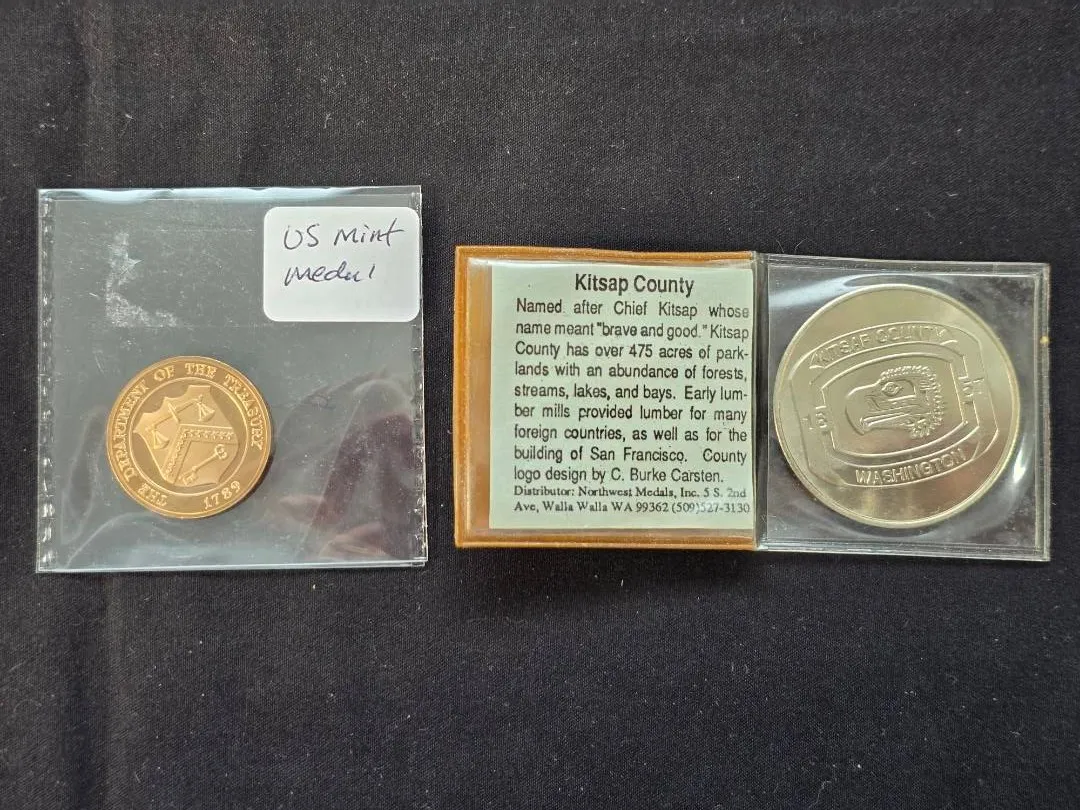 US Mint
Medal
THE DEPARTMENT OF THE TREASURY
1789
Kitsap County
Named after Chief Kitsap whose
name meant "brave and good." Kitsap
County has over 475 acres of park-
lands with an abundance of forests,
streams, lakes, and bays. Early lum-
ber mills provided lumber for many
foreign countries, as well as for the
building of San Francisco. County
logo design by C. Burke Carsten.
Distributor: Northwest Medals, Inc. 5 S. 2nd
Ave, Walla Walla WA 99362 (509)527-3130
KITSAP COUNTY
WASHINGTON